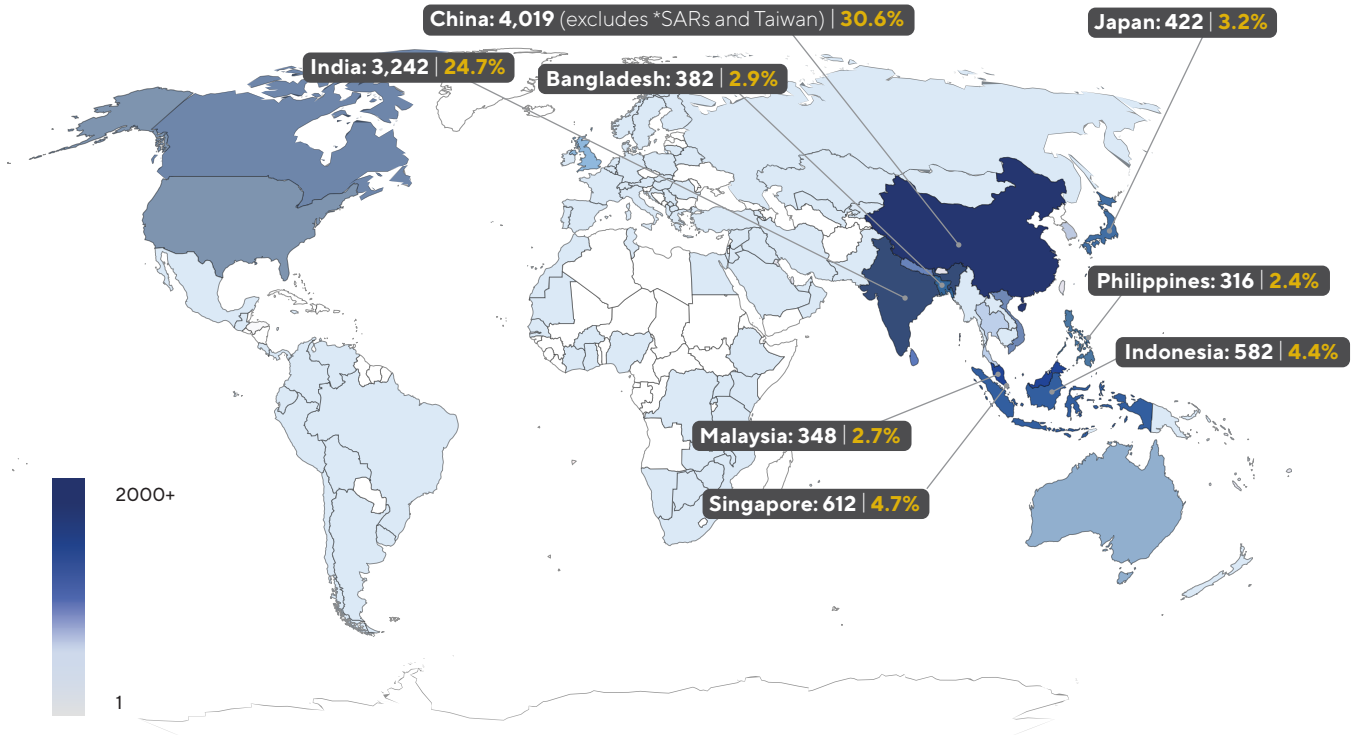 China: 4,019 (excludes *SARs and Taiwan) | 30.6%
Japan: 422 | 3.2%
India: 3,242 | 24.7%
Bangladesh: 382 | 2.9%
Philippines: 316 | 2.4%
Indonesia: 582 | 4.4%
Malaysia: 348 | 2.7%
Singapore: 612 | 4.7%
2000+
1